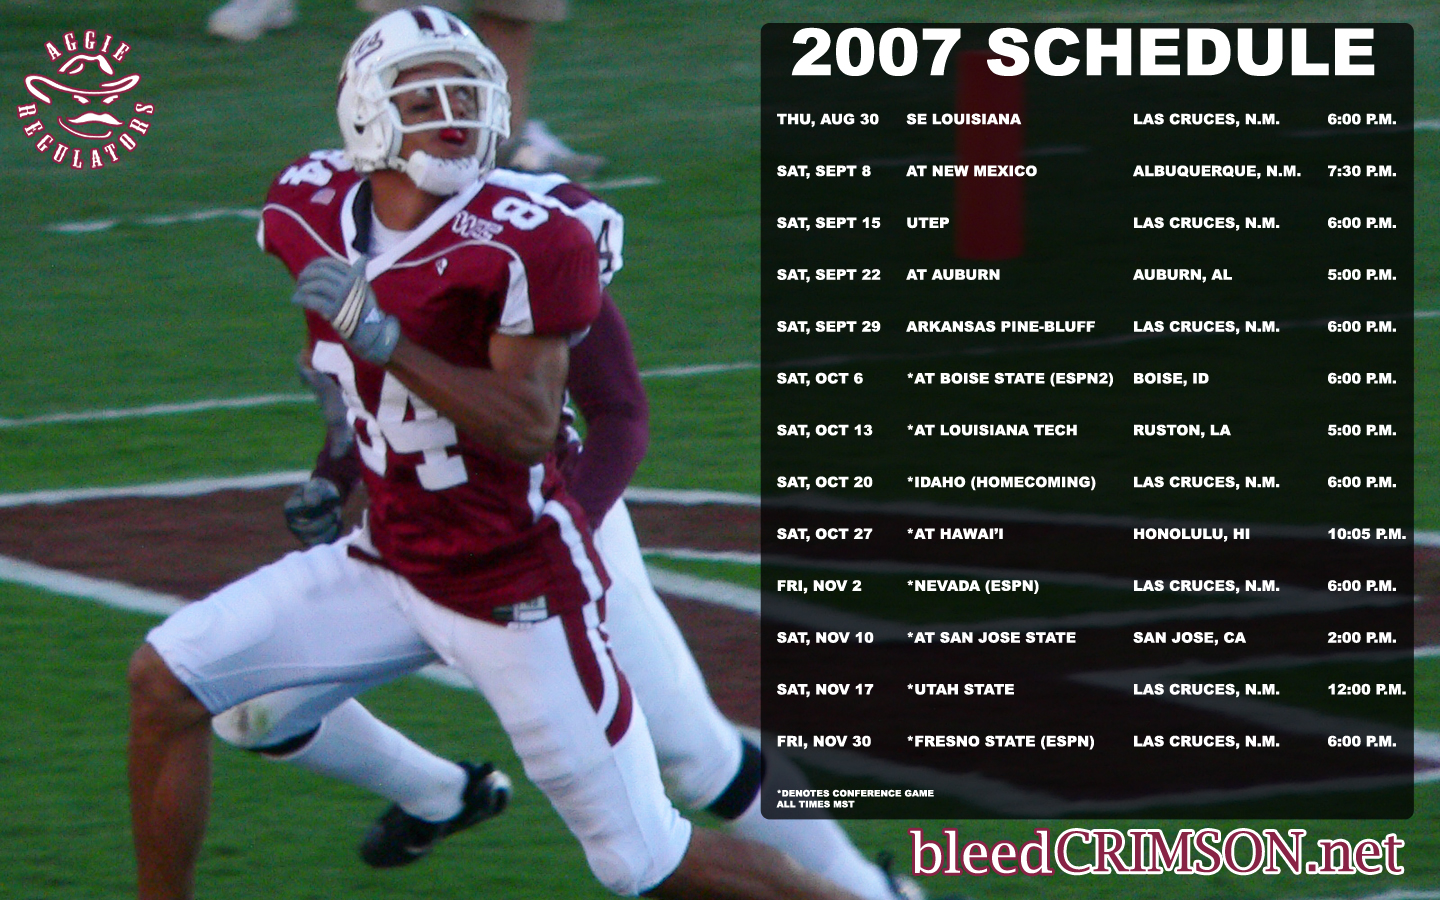 AGGIE
REGULATORS
84
84
2007 SCHEDULE
THU, AUG 30 SE LOUISIANA LAS CRUCES, N.M. 6:00 P.M.
SAT, SEPT 8 AT NEW MEXICO ALBUQUERQUE, N.M. 7:30 P.M.
SAT, SEPT 15 UTEP LAS CRUCES, N.M. 6:00 P.M.
SAT, SEPT 22 AT AUBURN AUBURN, AL 5:00 P.M.
SAT, SEPT 29 ARKANSAS PINE-BLUFF LAS CRUCES, N.M. 6:00 P.M.
SAT, OCT 6 *AT BOISE STATE (ESPN2) BOISE, ID 6:00 P.M.
SAT, OCT 13 *AT LOUISIANA TECH RUSTON, LA 5:00 P.M.
SAT, OCT 20 *IDAHO (HOMECOMING) LAS CRUCES, N.M. 6:00 P.M.
SAT, OCT 27 *AT HAWAI'I HONOLULU, HI 10:05 P.M.
FRI, NOV 2 *NEVADA (ESPN) LAS CRUCES, N.M. 6:00 P.M.
SAT, NOV 10 *AT SAN JOSE STATE SAN JOSE, CA 2:00 P.M.
SAT, NOV 17 *UTAH STATE LAS CRUCES, N.M. 12:00 P.M.
FRI, NOV 30 *FRESNO STATE (ESPN) LAS CRUCES, N.M. 6:00 P.M.
*DENOTES CONFERENCE GAME
ALL TIMES MST
bleedCRIMSON.net